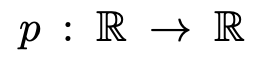 p : ℝ → ℝ